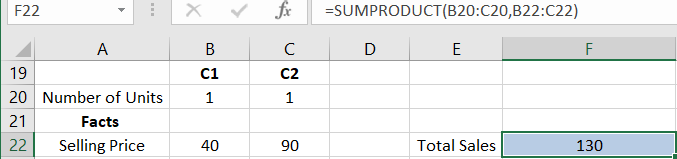 F22 fx =SUMPRODUCT(B20:C20,B22:C22)
A B C D E F
19 C1 C2
20 Number of Units 1 1
21 Facts
22 Selling Price 40 90 Total Sales 130